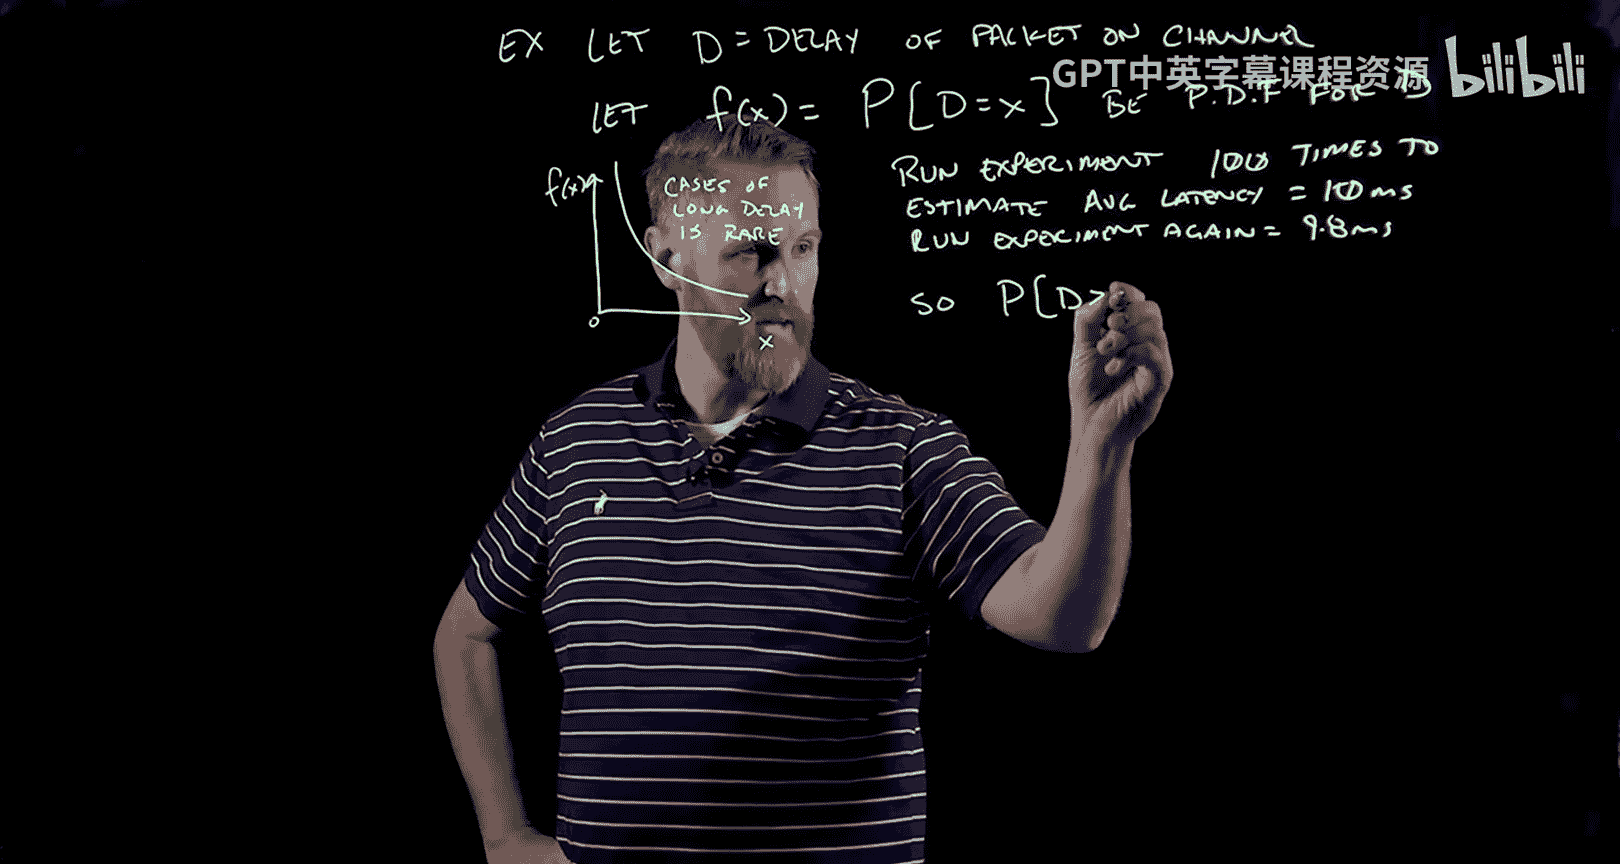 EX LET D = DELAY OF PACKET ON CHANNEL
GPT中英字幕课程资源 bilibili
LET f(x) = P[D=x] BE P.D.F FOR D
f(x)
CASES OF
LONG DELAY
IS RARE
0
x
RUN EXPERIMENT 100 TIMES TO
ESTIMATE AVG LATENCY = 10ms
RUN EXPERIMENT AGAIN = 9.8ms
SO P[D>